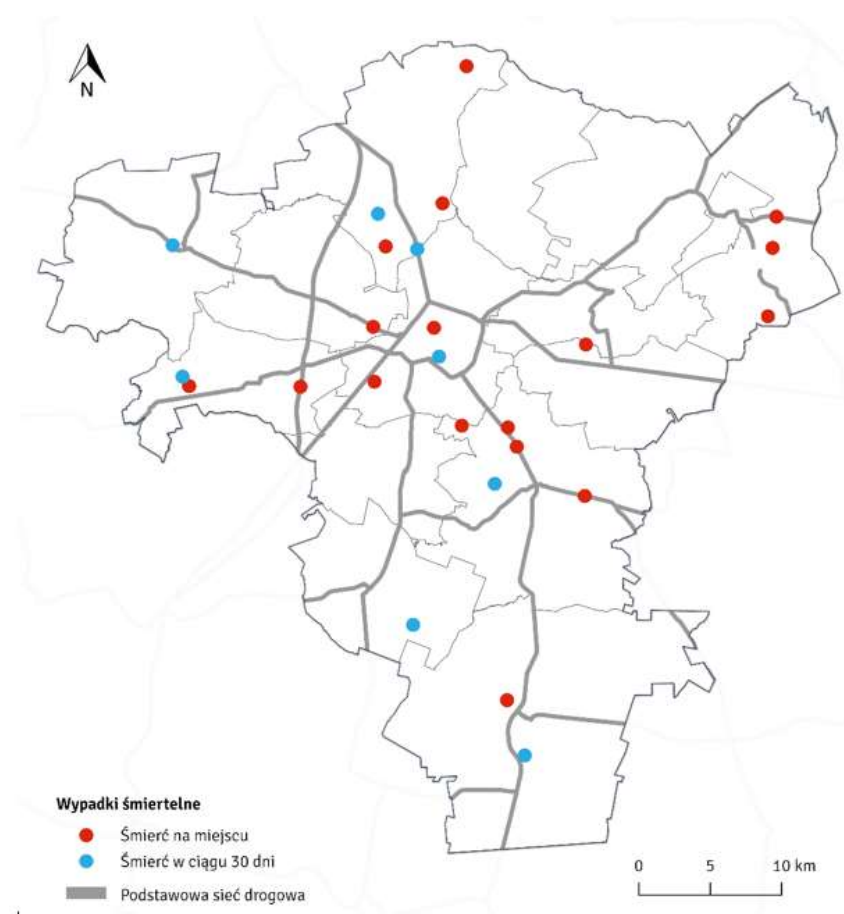 N
Wypadki śmiertelne
Śmierć na miejscu
Śmierć w ciągu 30 dni
Podstawowa sieć drogowa
0 5 10 km